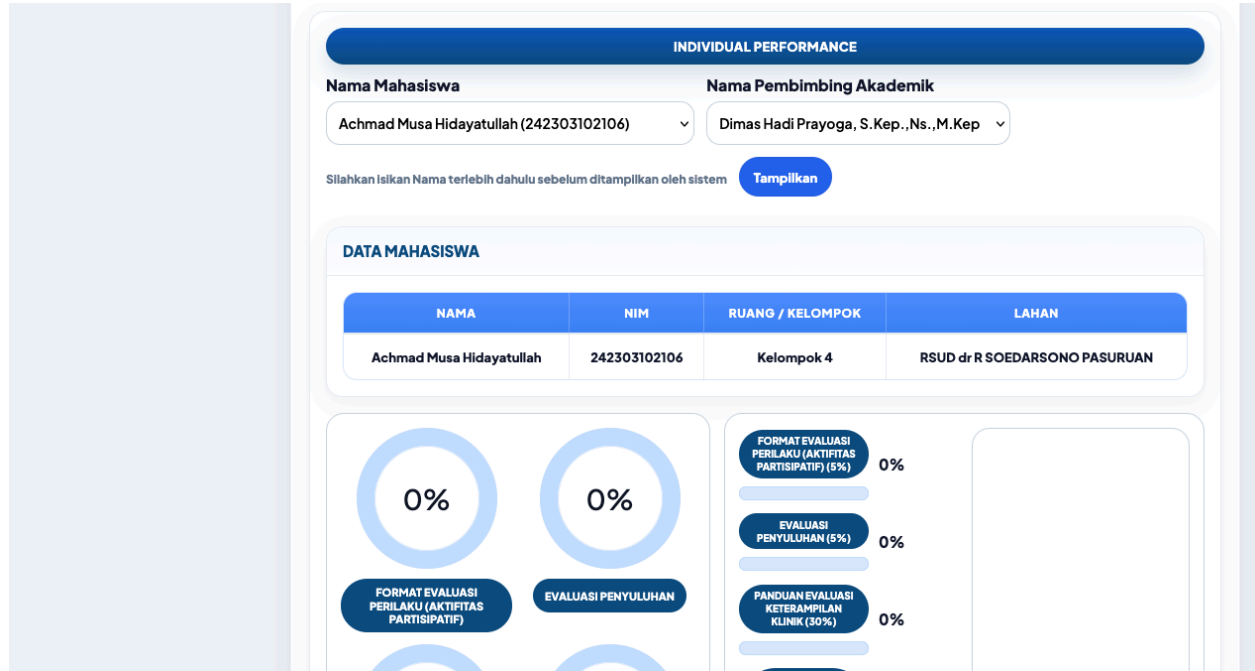 INDIVIDUAL PERFORMANCE
Nama Mahasiswa
Nama Pembimbing Akademik
Achmad Musa Hidayatullah (242303102106)
Dimas Hadi Prayoga, S.Kep.,Ns.,M.Kep
Silahkan isikan Nama terlebih dahulu sebelum ditampilkan oleh sistem
Tampilkan
DATA MAHASISWA
NAMA
NIM
RUANG / KELOMPOK
LAHAN
Achmad Musa Hidayatullah
242303102106
Kelompok 4
RSUD dr R SOEDARSONO PASURUAN
0%
FORMAT EVALUASI
PERILAKU (AKTIFITAS
PARTISIPATIF)
0%
EVALUASI PENYULUHAN
FORMAT EVALUASI
PERILAKU (AKTIFITAS
PARTISIPATIF) (5%)
0%
EVALUASI
PENYULUHAN (5%)
0%
PANDUAN EVALUASI
KETERAMPILAN
KLINIK (30%)
0%